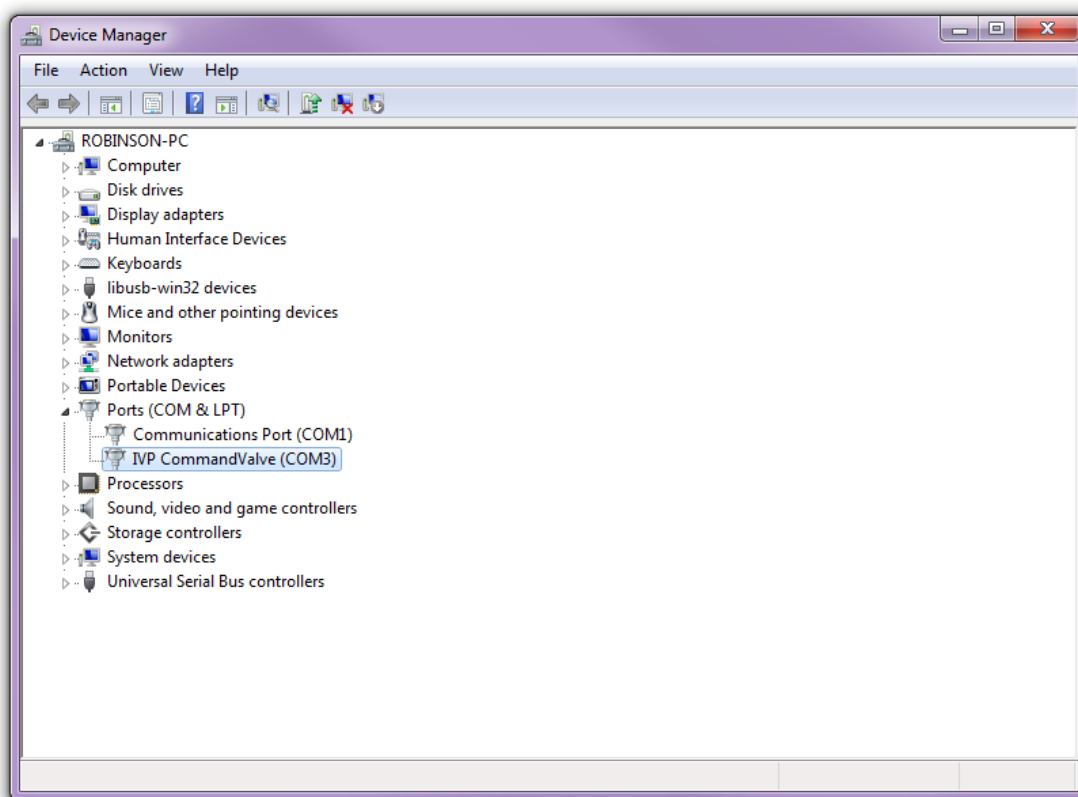 Device Manager
File Action View Help
ROBINSON-PC
Computer
Disk drives
Display adapters
Human Interface Devices
Keyboards
libusb-win32 devices
Mice and other pointing devices
Monitors
Network adapters
Portable Devices
Ports (COM & LPT)
Communications Port (COM1)
IVP CommandValve (COM3)
Processors
Sound, video and game controllers
Storage controllers
System devices
Universal Serial Bus controllers